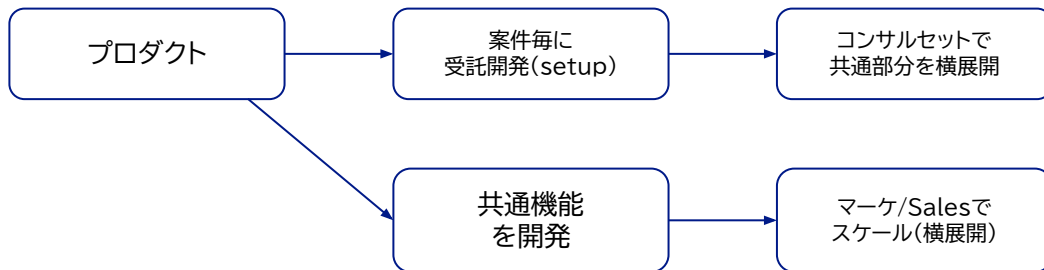 プロダクト
案件毎に
受託開発(setup)
コンサルセットで
共通部分を横展開
共通機能
を開発
マーケ/Salesで
スケール(横展開)